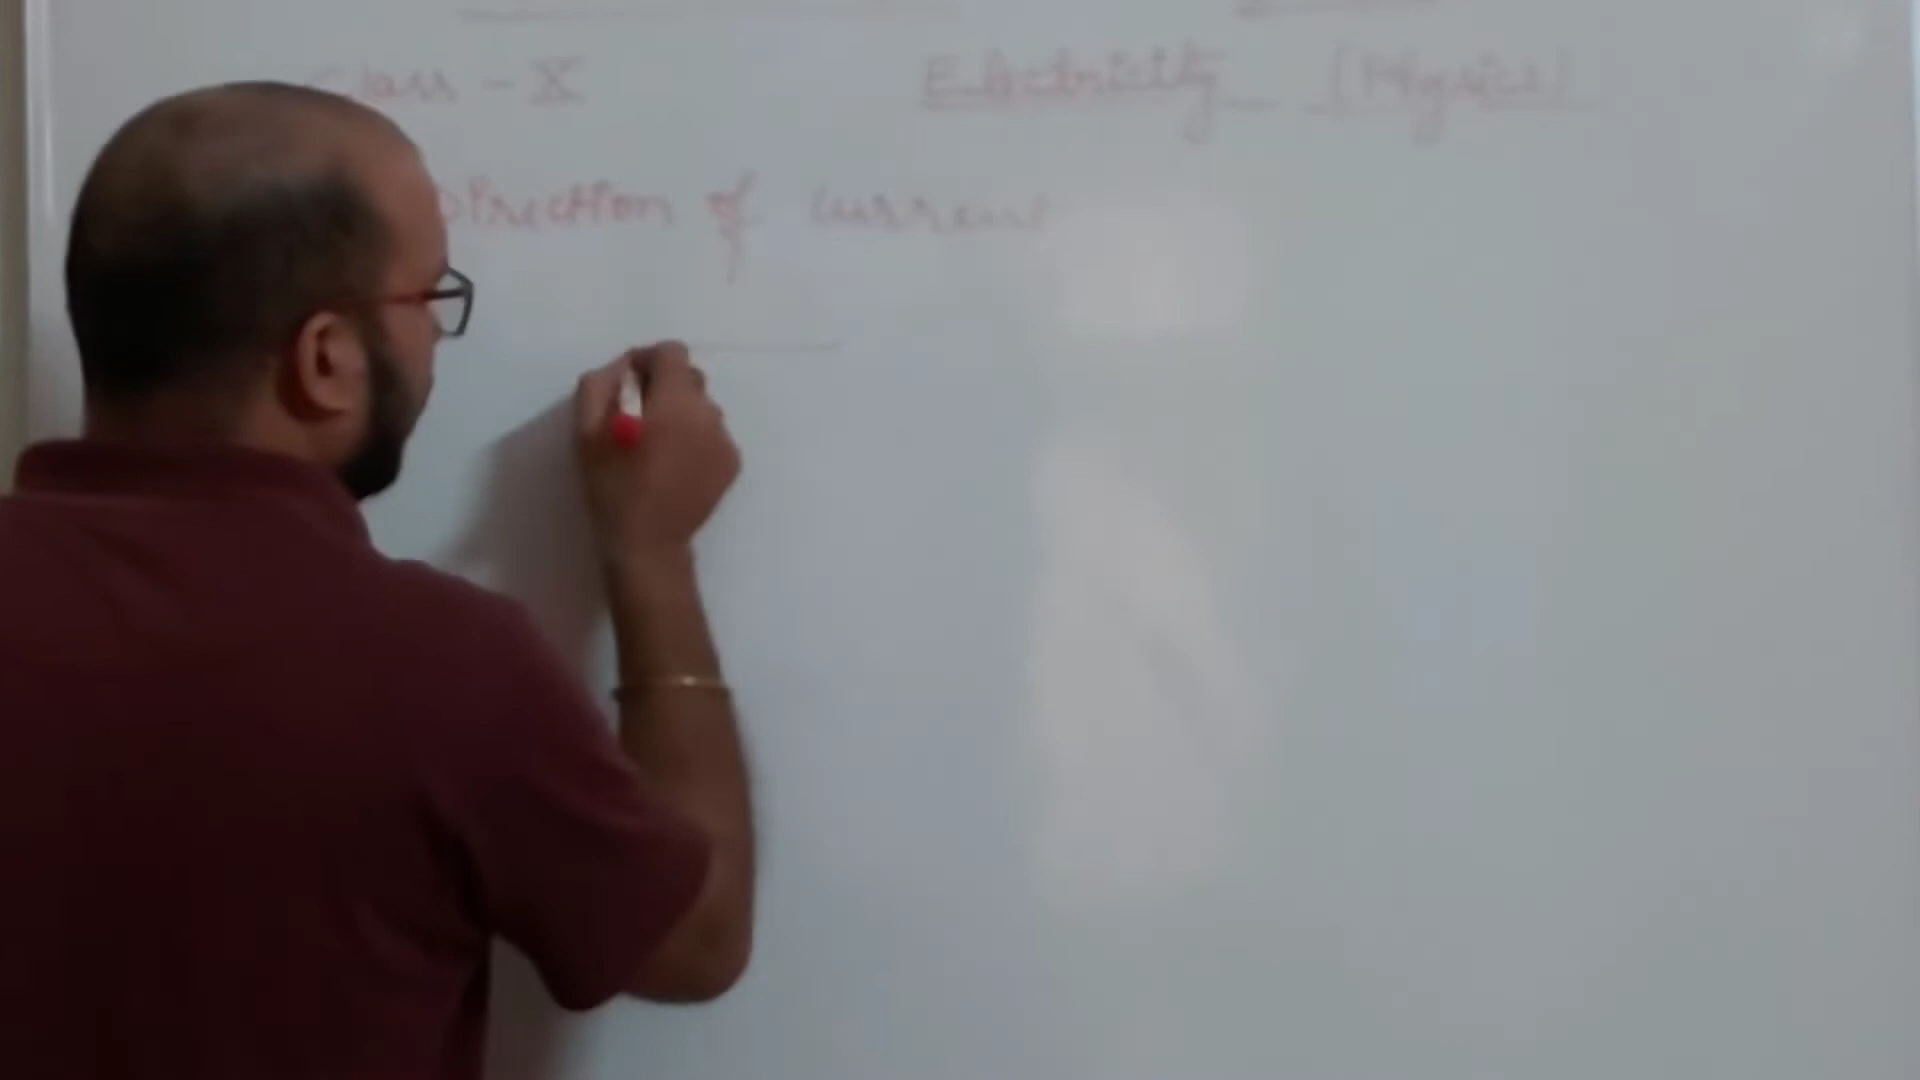 Class - X Electricity (Physics)
Direction of current